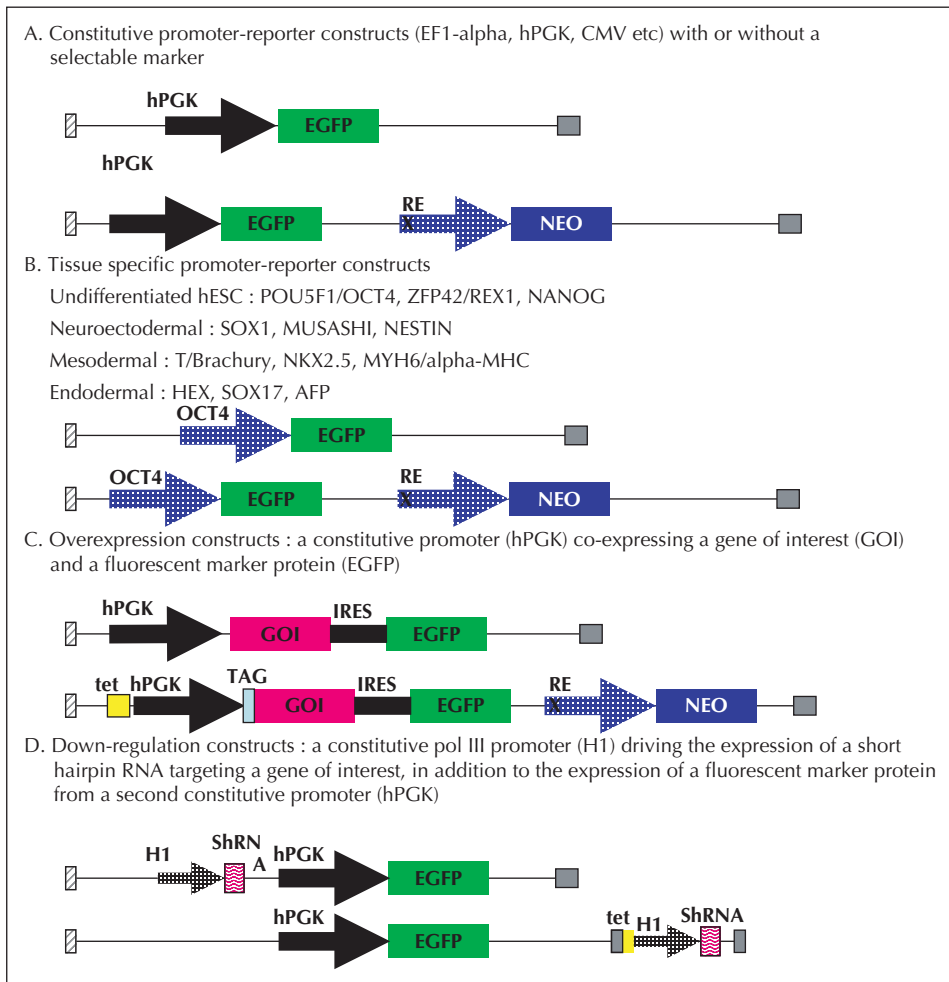 A. Constitutive promoter-reporter constructs (EF1-alpha, hPGK, CMV etc) with or without a
selectable marker
hPGK
EGFP
hPGK
RE
X
EGFP
NEO
B. Tissue specific promoter-reporter constructs
Undifferentiated hESC : POU5F1/OCT4, ZFP42/REX1, NANOG
Neuroectodermal : SOX1, MUSASHI, NESTIN
Mesodermal : T/Brachury, NKX2.5, MYH6/alpha-MHC
Endodermal : HEX, SOX17, AFP
OCT4
EGFP
OCT4
RE
X
EGFP
NEO
C. Overexpression constructs : a constitutive promoter (hPGK) co-expressing a gene of interest (GOI)
and a fluorescent marker protein (EGFP)
hPGK
IRES
GOI
EGFP
tet hPGK TAG IRES RE
X
GOI
EGFP
NEO
D. Down-regulation constructs : a constitutive pol III promoter (H1) driving the expression of a short
hairpin RNA targeting a gene of interest, in addition to the expression of a fluorescent marker protein
from a second constitutive promoter (hPGK)
H1
ShRN
A
hPGK
EGFP
hPGK
EGFP
tet H1 ShRNA